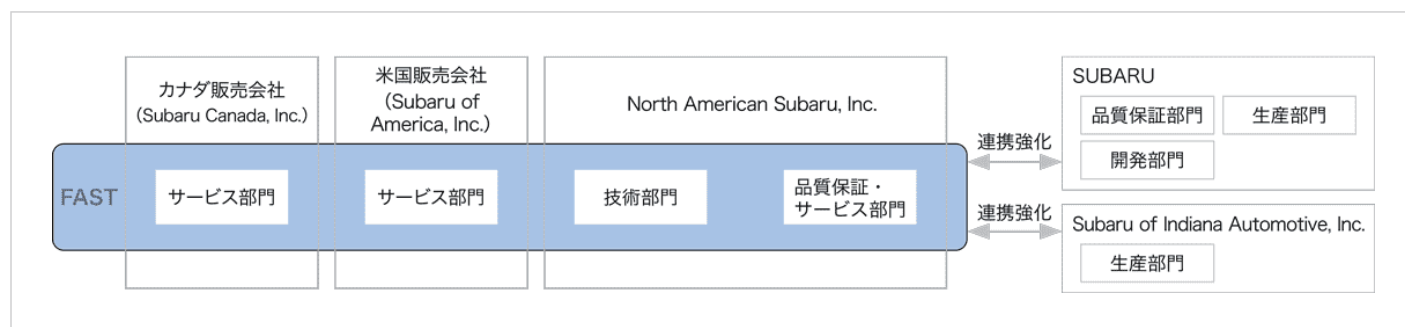 カナダ販売会社
(Subaru Canada, Inc.)
米国販売会社
(Subaru of
America, Inc.)
North American Subaru, Inc.
FAST
サービス部門
サービス部門
技術部門
品質保証・
サービス部門
連携強化
連携強化
SUBARU
品質保証部門
生産部門
開発部門
Subaru of Indiana Automotive, Inc.
生産部門